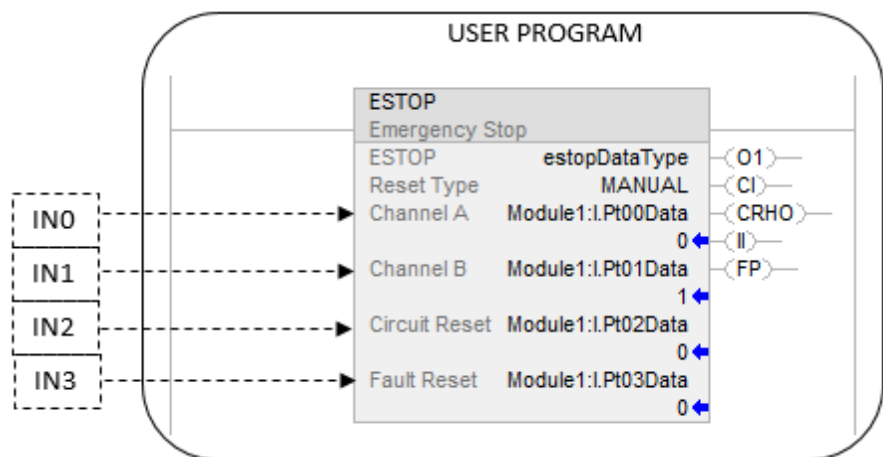 USER PROGRAM
ESTOP
Emergency Stop
ESTOP estopDataType (O1)
Reset Type MANUAL (CI)
IN0 Channel A Module1:I.Pt00Data (CRHO)
0 (II)
IN1 Channel B Module1:I.Pt01Data (FP)
1
IN2 Circuit Reset Module1:I.Pt02Data
0
IN3 Fault Reset Module1:I.Pt03Data
0